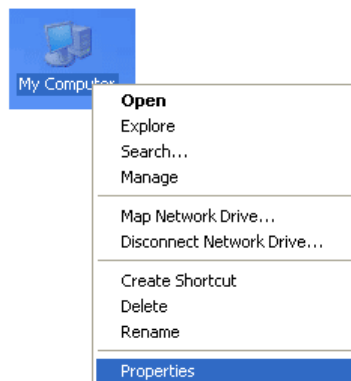 My Computer
Open
Explore
Search...
Manage
Map Network Drive...
Disconnect Network Drive...
Create Shortcut
Delete
Rename
Properties